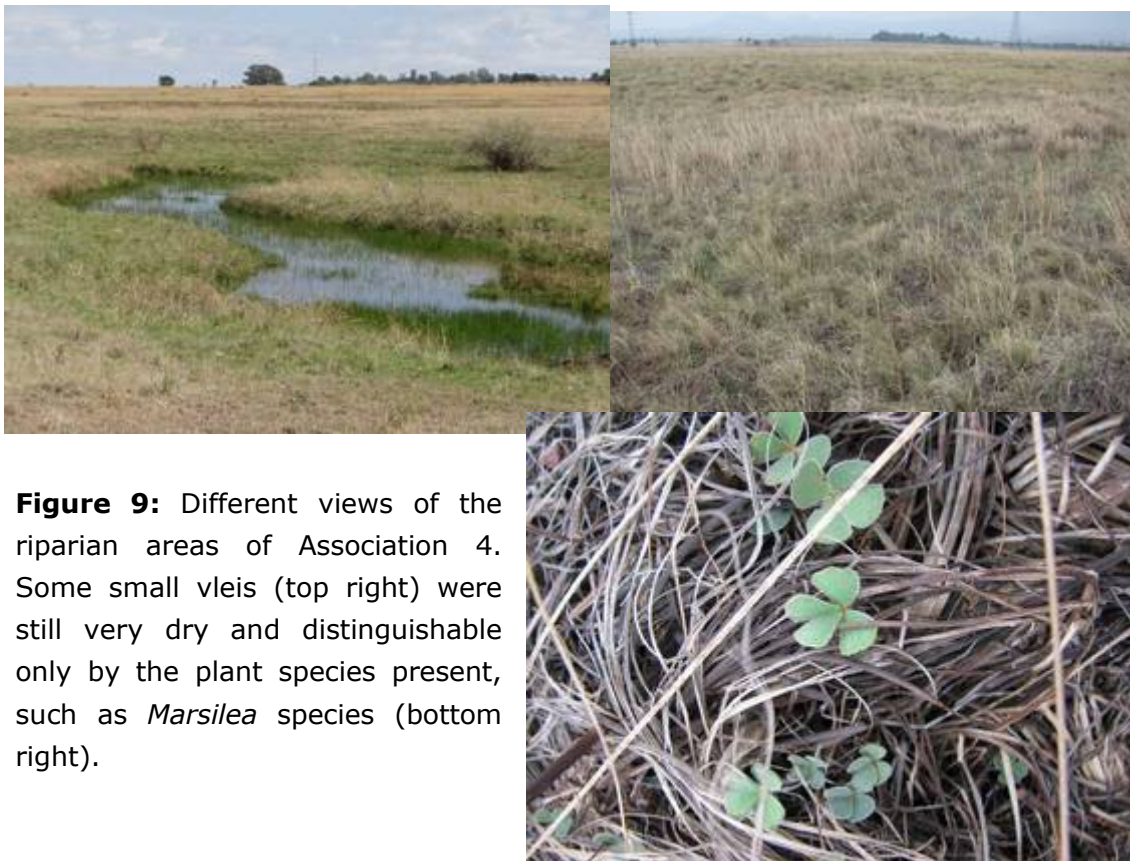 Figure 9: Different views of the
riparian areas of Association 4.
Some small vleis (top right) were
still very dry and distinguishable
only by the plant species present,
such as Marsilea species (bottom
right).